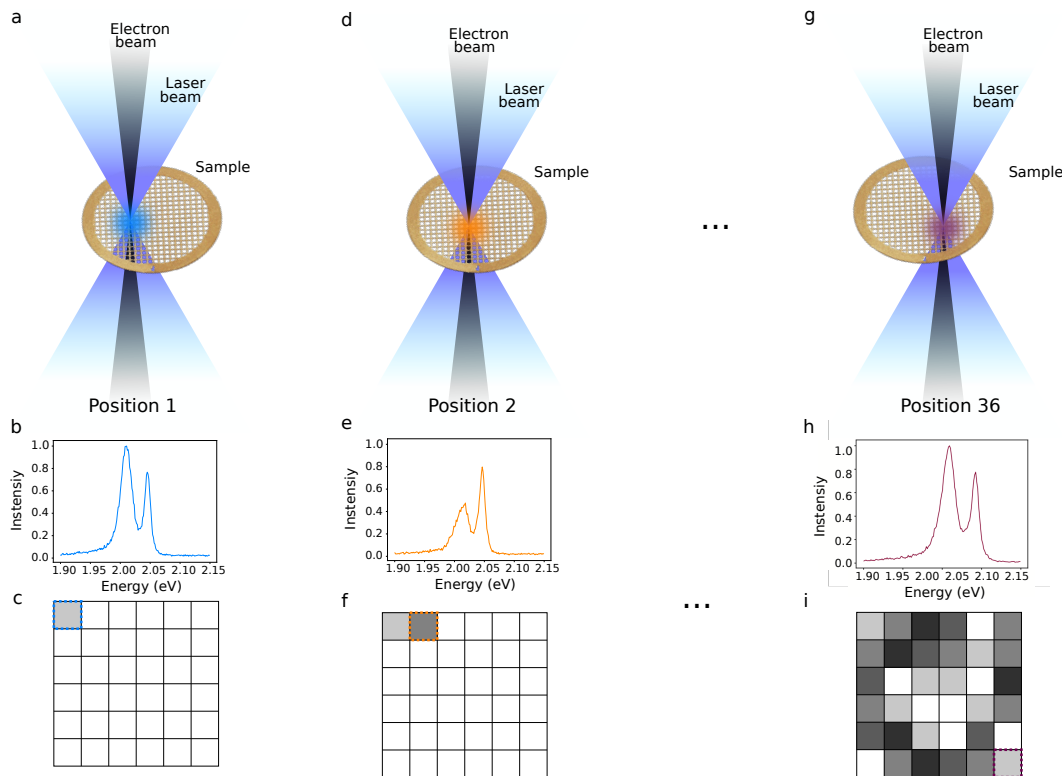 a
Electron
beam
Laser
beam
Sample
Position 1
b
Instensiy
1.0
0.8
0.6
0.4
0.2
0.0
1.90 1.95 2.00 2.05 2.10 2.15
Energy (eV)
c
d
Electron
beam
Laser
beam
Sample
Position 2
e
Instensiy
1.0
0.8
0.6
0.4
0.2
0.0
1.90 1.95 2.00 2.05 2.10 2.15
Energy (eV)
f
...
...
g
Electron
beam
Laser
beam
Sample
Position 36
h
Instensiy
1.0
0.8
0.6
0.4
0.2
0.0
1.90 1.95 2.00 2.05 2.10 2.15
Energy (eV)
i